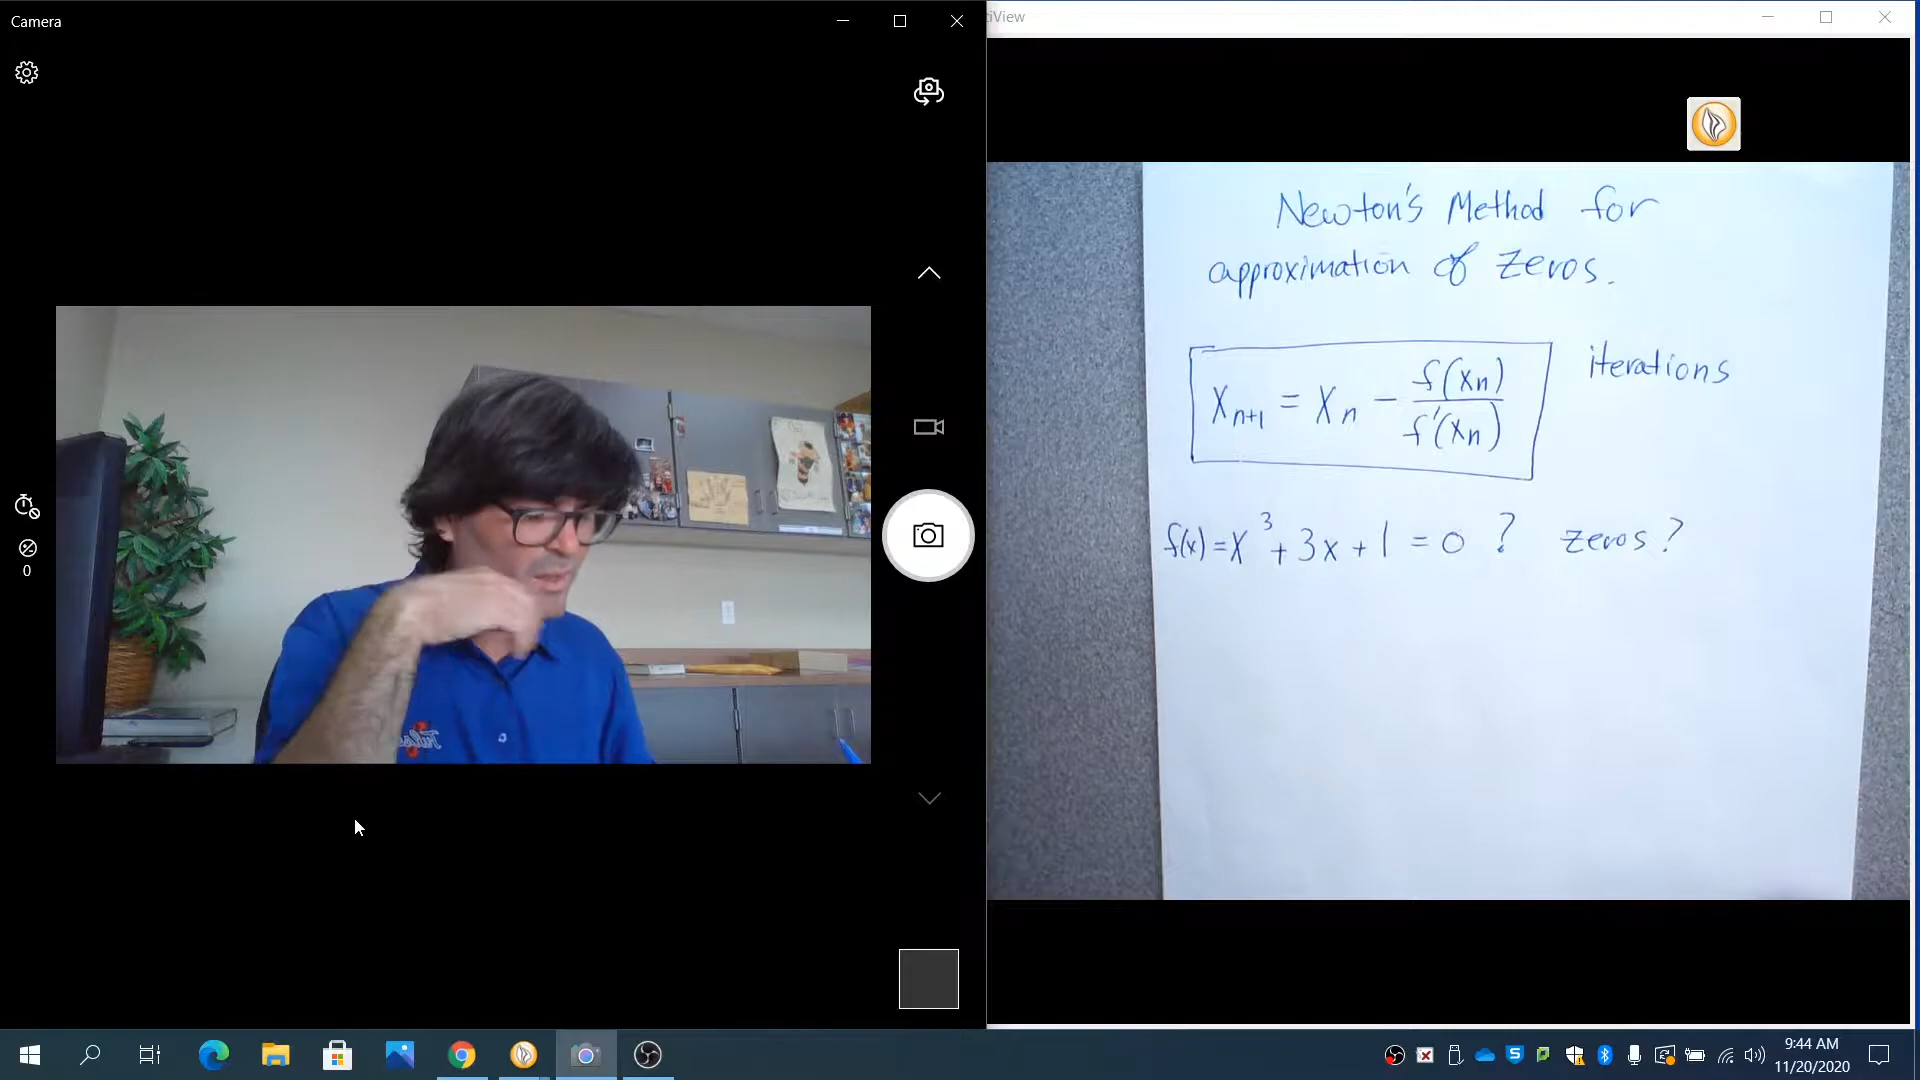 Camera
iView
0
Newton's Method for
approximation of zeros.
Xn+1 = Xn - f(xn) / f'(xn)
iterations
f(x) = X^3 + 3x + 1 = 0 ? zeros?
9:44 AM
11/20/2020